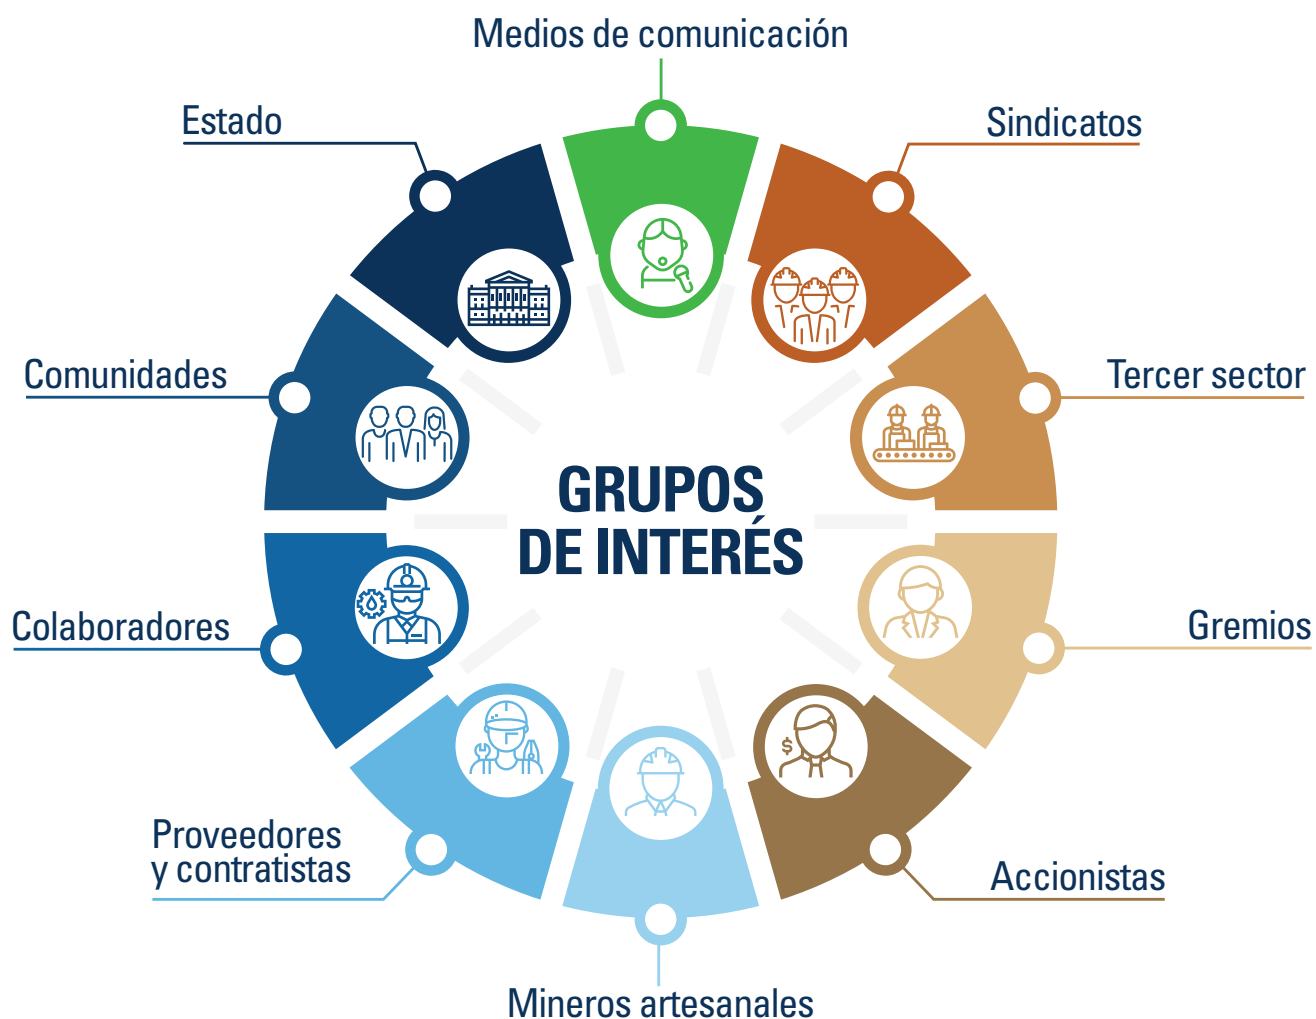 Medios de comunicación
Estado
Sindicatos
Comunidades
Tercer sector
GRUPOS
DE INTERÉS
Colaboradores
Gremios
$
Proveedores
y contratistas
Accionistas
Mineros artesanales